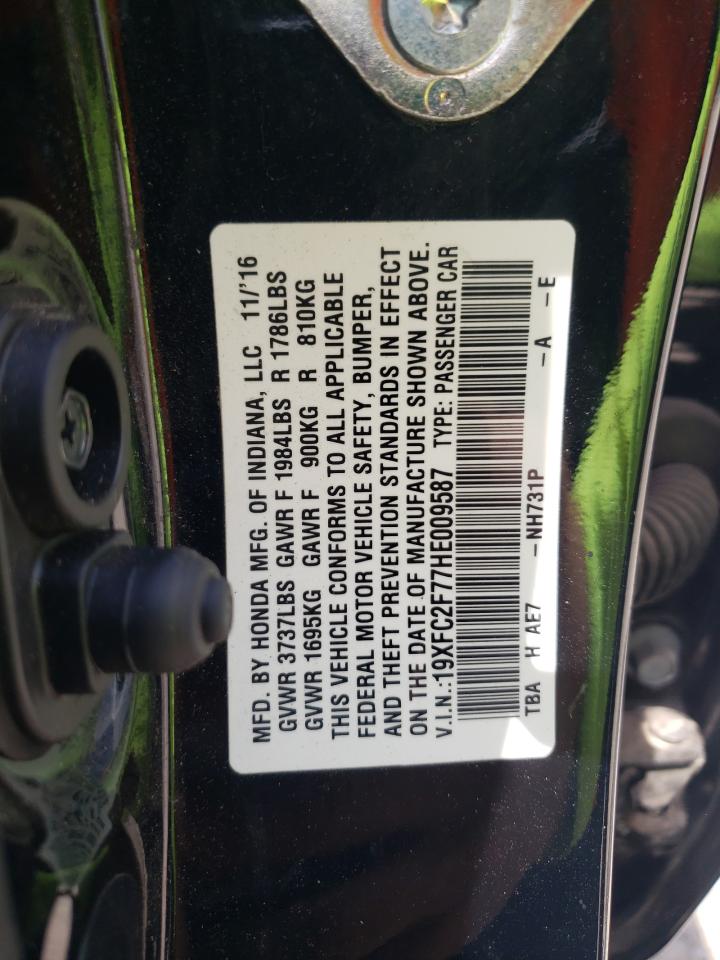 MFD. BY HONDA MFG. OF INDIANA, LLC 11/'16
GVWR 3737LBS GAWR F 1984LBS R 1786LBS
GVWR 1695KG GAWR F 900KG R 810KG
THIS VEHICLE CONFORMS TO ALL APPLICABLE
FEDERAL MOTOR VEHICLE SAFETY, BUMPER,
AND THEFT PREVENTION STANDARDS IN EFFECT
ON THE DATE OF MANUFACTURE SHOWN ABOVE.
V.I.N.:19XFC2F77HE009587 TYPE: PASSENGER CAR
TBA H AE7 -NH731P -A -E